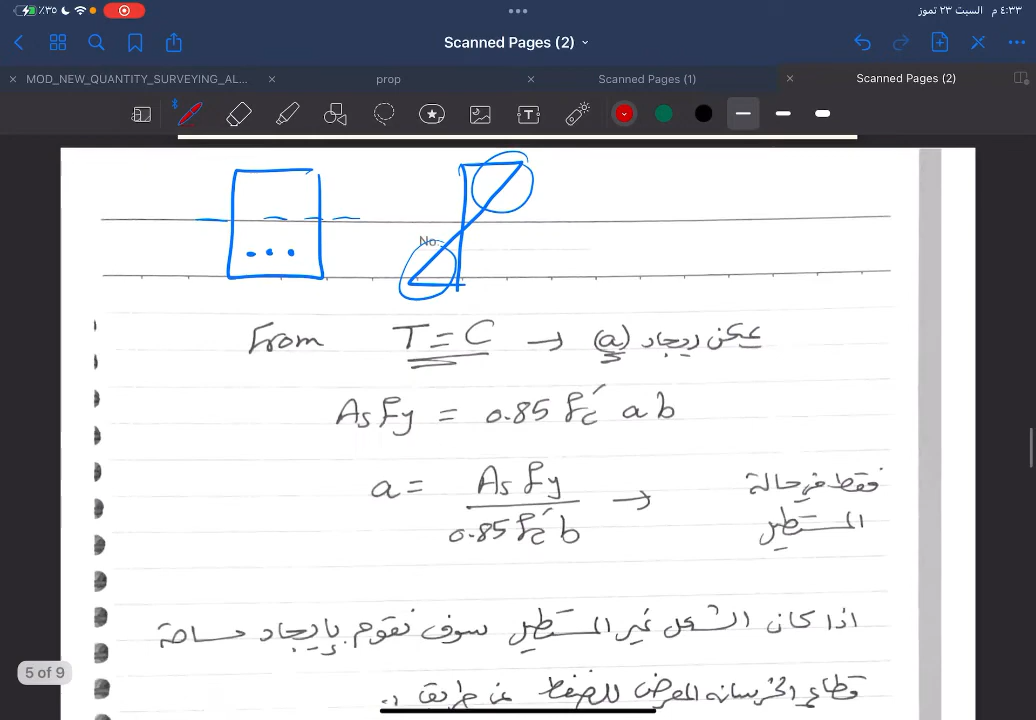 ٤:٣٣ م السبت ٢٣ تموز
٪٣٥
Scanned Pages (2)
MOD_NEW_QUANTITY_SURVEYING_AL...
prop
Scanned Pages (1)
Scanned Pages (2)
No.
From T = C → (a) يمكن إيجاد
As fy = 0.85 fc' a b
a = As fy / 0.85 fc' b → فقط في حالة
المستطيل
اذا كان الشكل غير المستطيل سوف نقوم بإيجاد مساحة
قطاع الخرسانه المعرض للضغط عن طريق
5 of 9